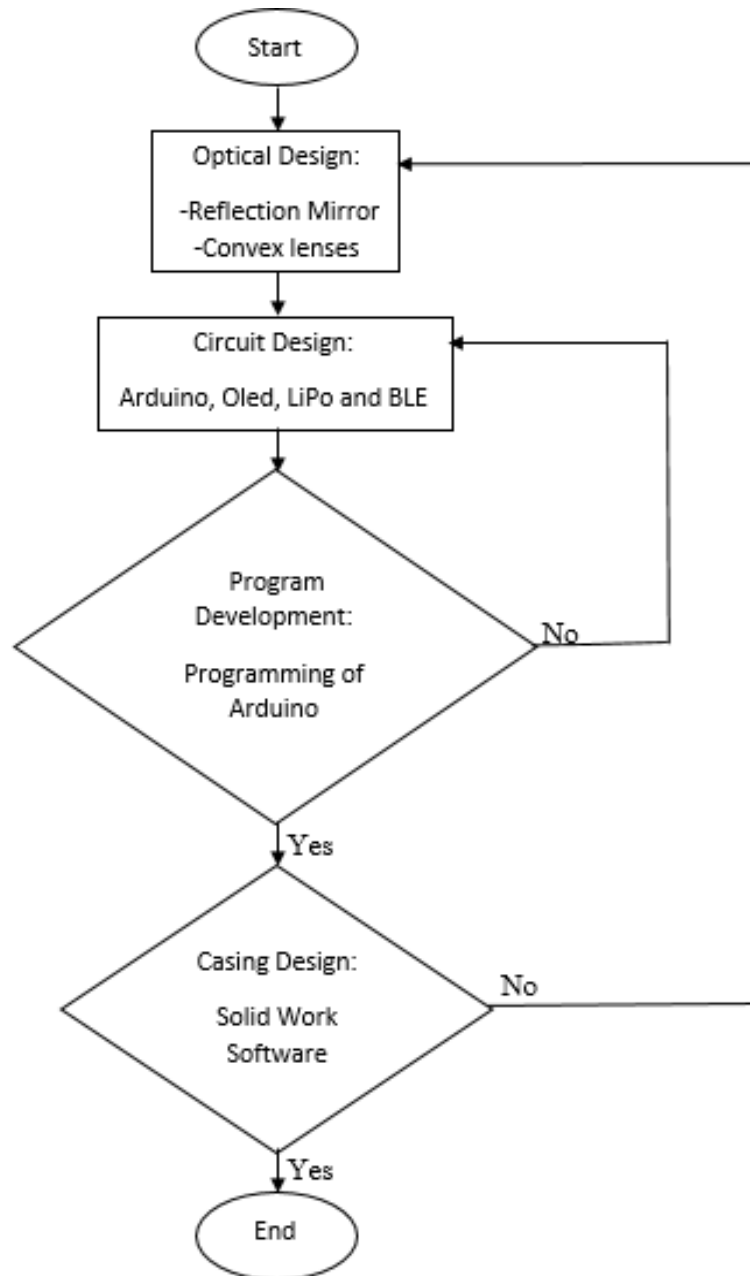 Start
Optical Design:
-Reflection Mirror
-Convex lenses
Circuit Design:
Arduino, Oled, LiPo and BLE
Program
Development:
Programming of
Arduino
No
Yes
Casing Design:
Solid Work
Software
No
Yes
End